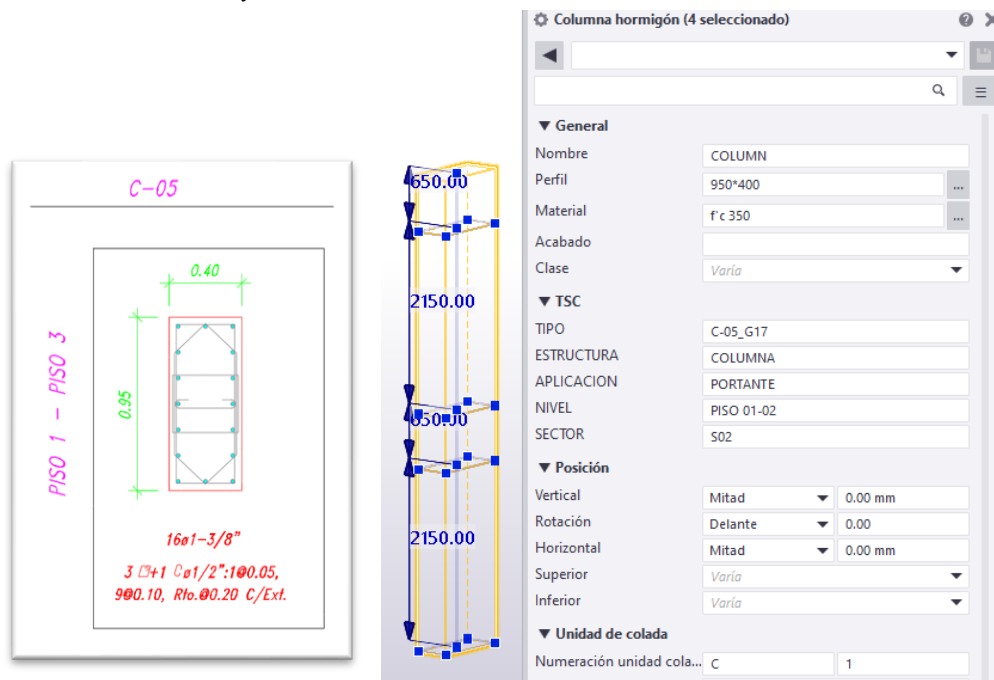 C-05
0.40
0.95
PISO 1 - PISO 3
16ø1-3/8"
3 +1 ø1/2":1@0.05,
9@0.10, Rto.@0.20 C/Ext.
650.00
2150.00
650.00
2150.00
Columna hormigón (4 seleccionado)
General
Nombre COLUMN
Perfil 950*400 ...
Material f'c 350 ...
Acabado
Clase Varía
TSC
TIPO C-05_G17
ESTRUCTURA COLUMNA
APLICACION PORTANTE
NIVEL PISO 01-02
SECTOR S02
Posición
Vertical Mitad 0.00 mm
Rotación Delante 0.00
Horizontal Mitad 0.00 mm
Superior Varía
Inferior Varía
Unidad de colada
Numeración unidad cola... C 1